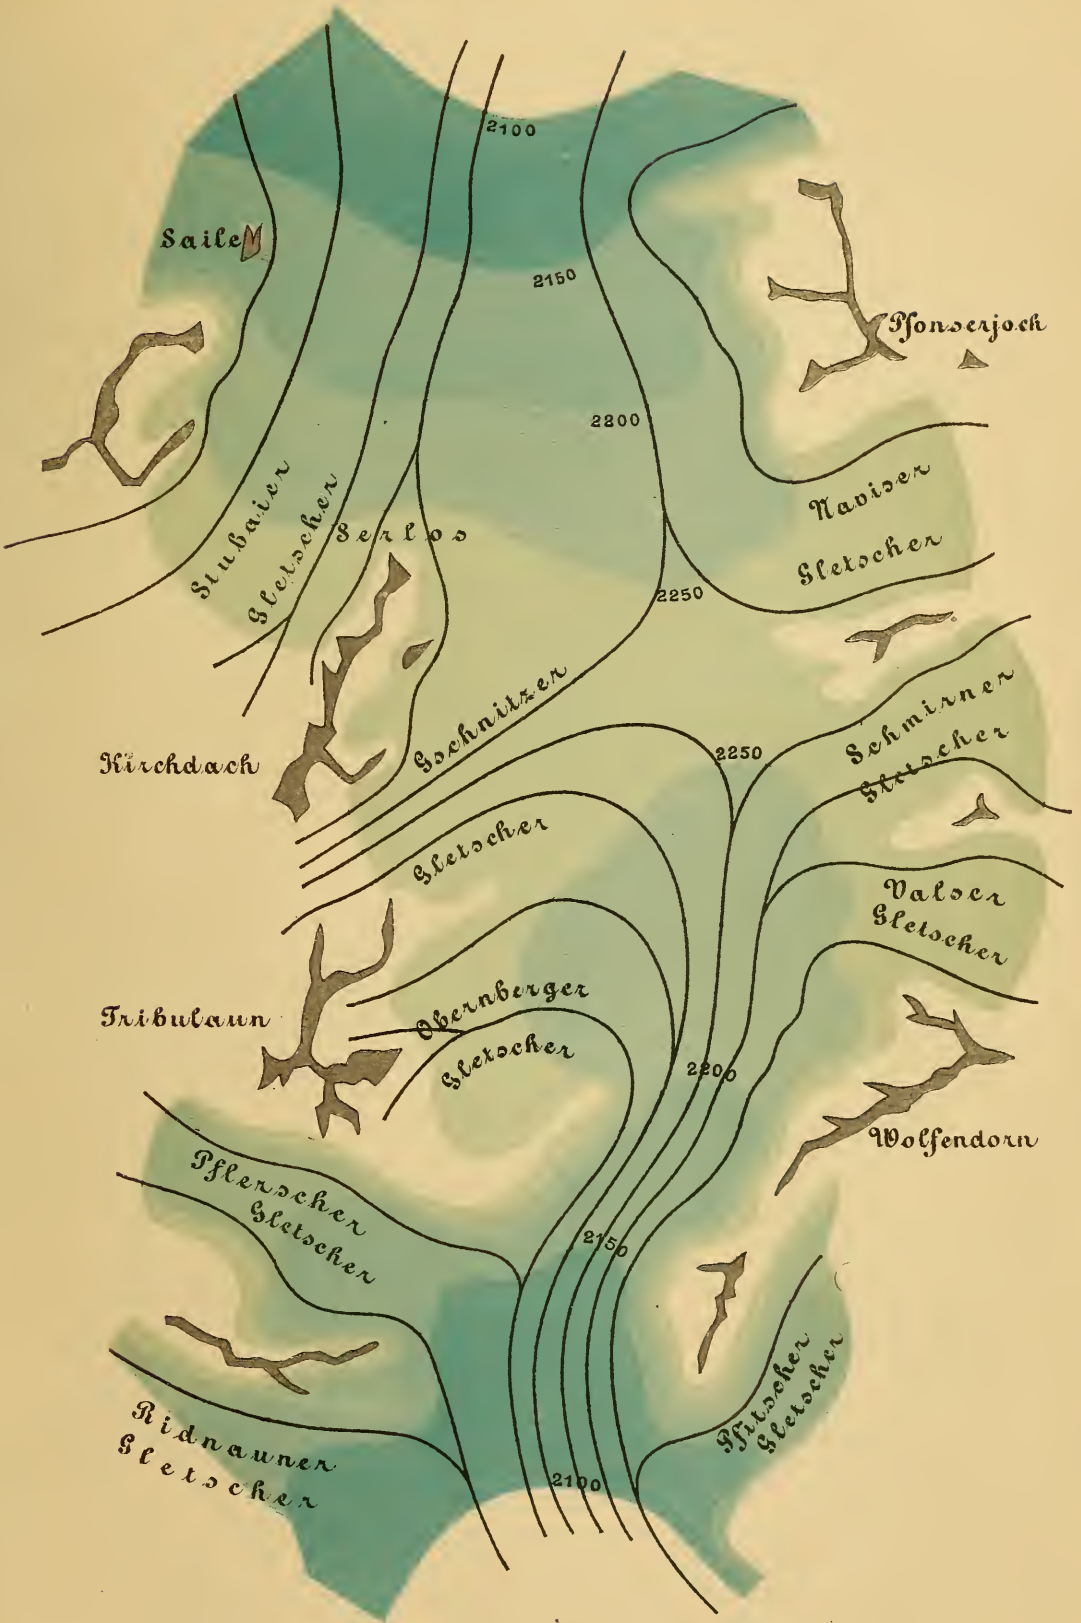 2100
Saile
2150
Pfonserjoch
2200
Naviser
Gletscher
Stubaier
Gletscher
Serlos
2250
Gschnitzer
Gletscher
Kirchdach
2250
Schmirner
Gletscher
Valser
Gletscher
Tribulaun
Obernberger
Gletscher
2200
Wolfendorn
Pflerscher
Gletscher
2150
Pfitscher
Gletscher
Ridnauner
Gletscher
2100